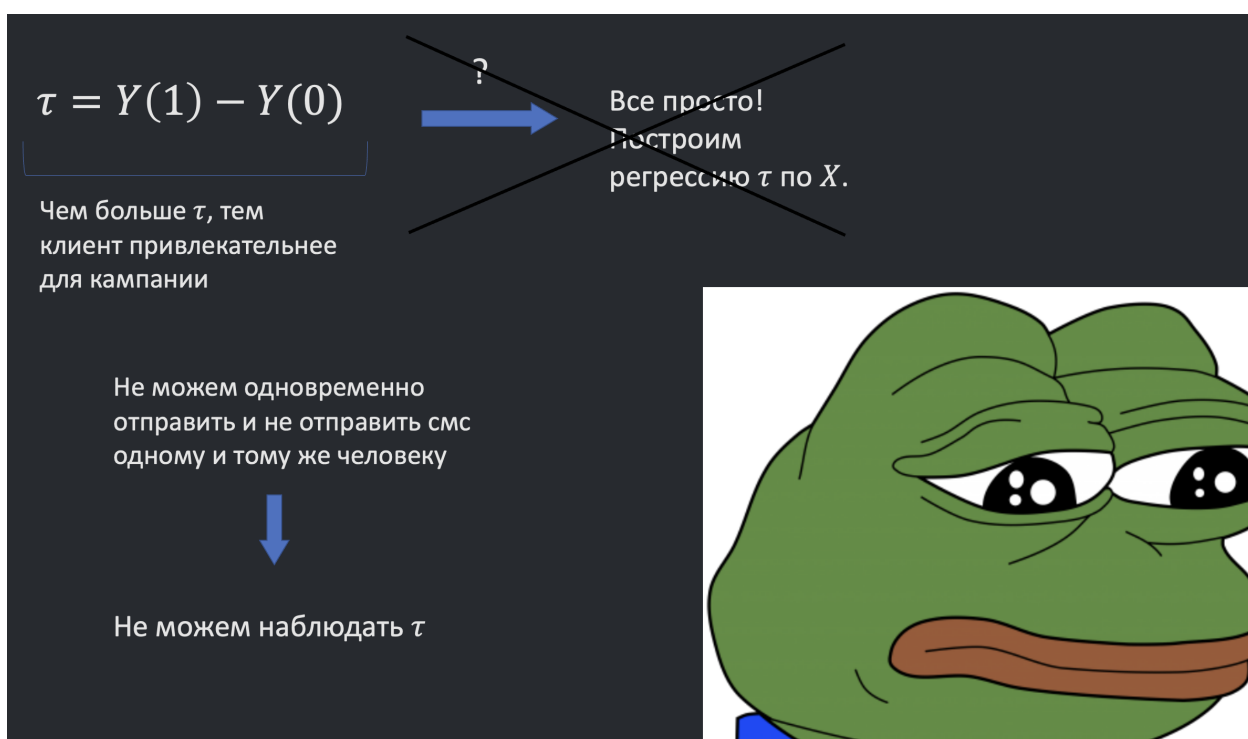 τ = Y(1) − Y(0)
?
Все просто!
Построим
регрессию τ по X.
Чем больше τ, тем
клиент привлекательнее
для кампании
Не можем одновременно
отправить и не отправить смс
одному и тому же человеку
Не можем наблюдать τ